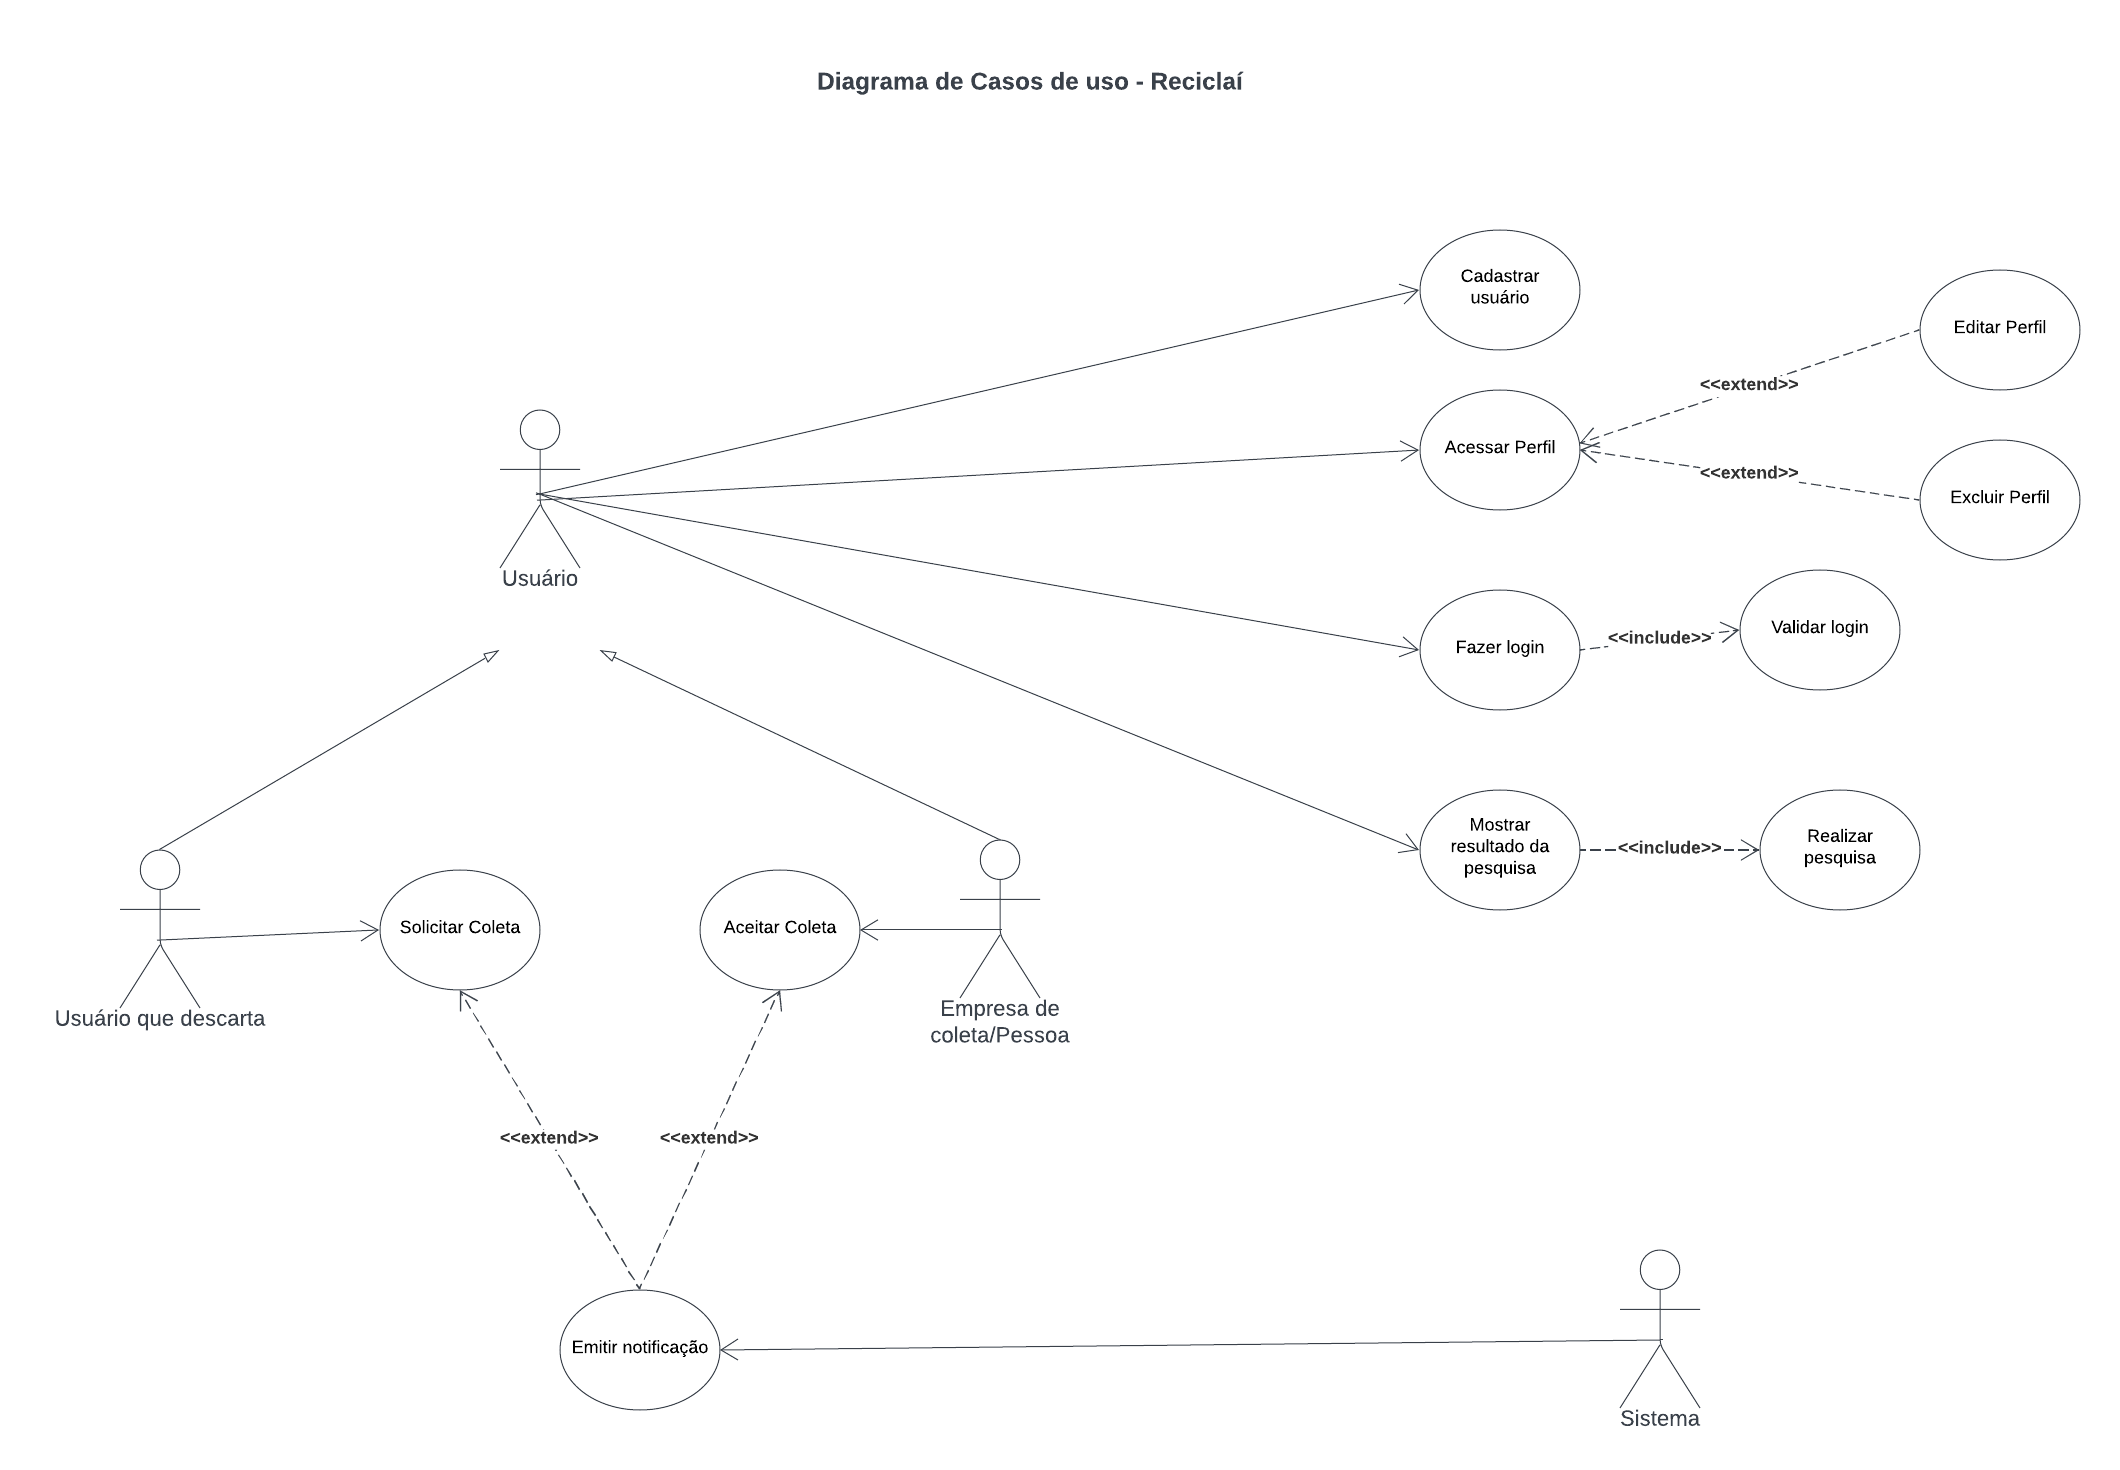 Diagrama de Casos de uso - Reciclaí
Cadastrar
usuário
Editar Perfil
<<extend>>
Acessar Perfil
<<extend>>
Excluir Perfil
Usuário
Fazer login
<<include>>
Validar login
Mostrar
resultado da
pesquisa
<<include>>
Realizar
pesquisa
Solicitar Coleta
Aceitar Coleta
Usuário que descarta
Empresa de
coleta/Pessoa
<<extend>>
<<extend>>
Emitir notificação
Sistema